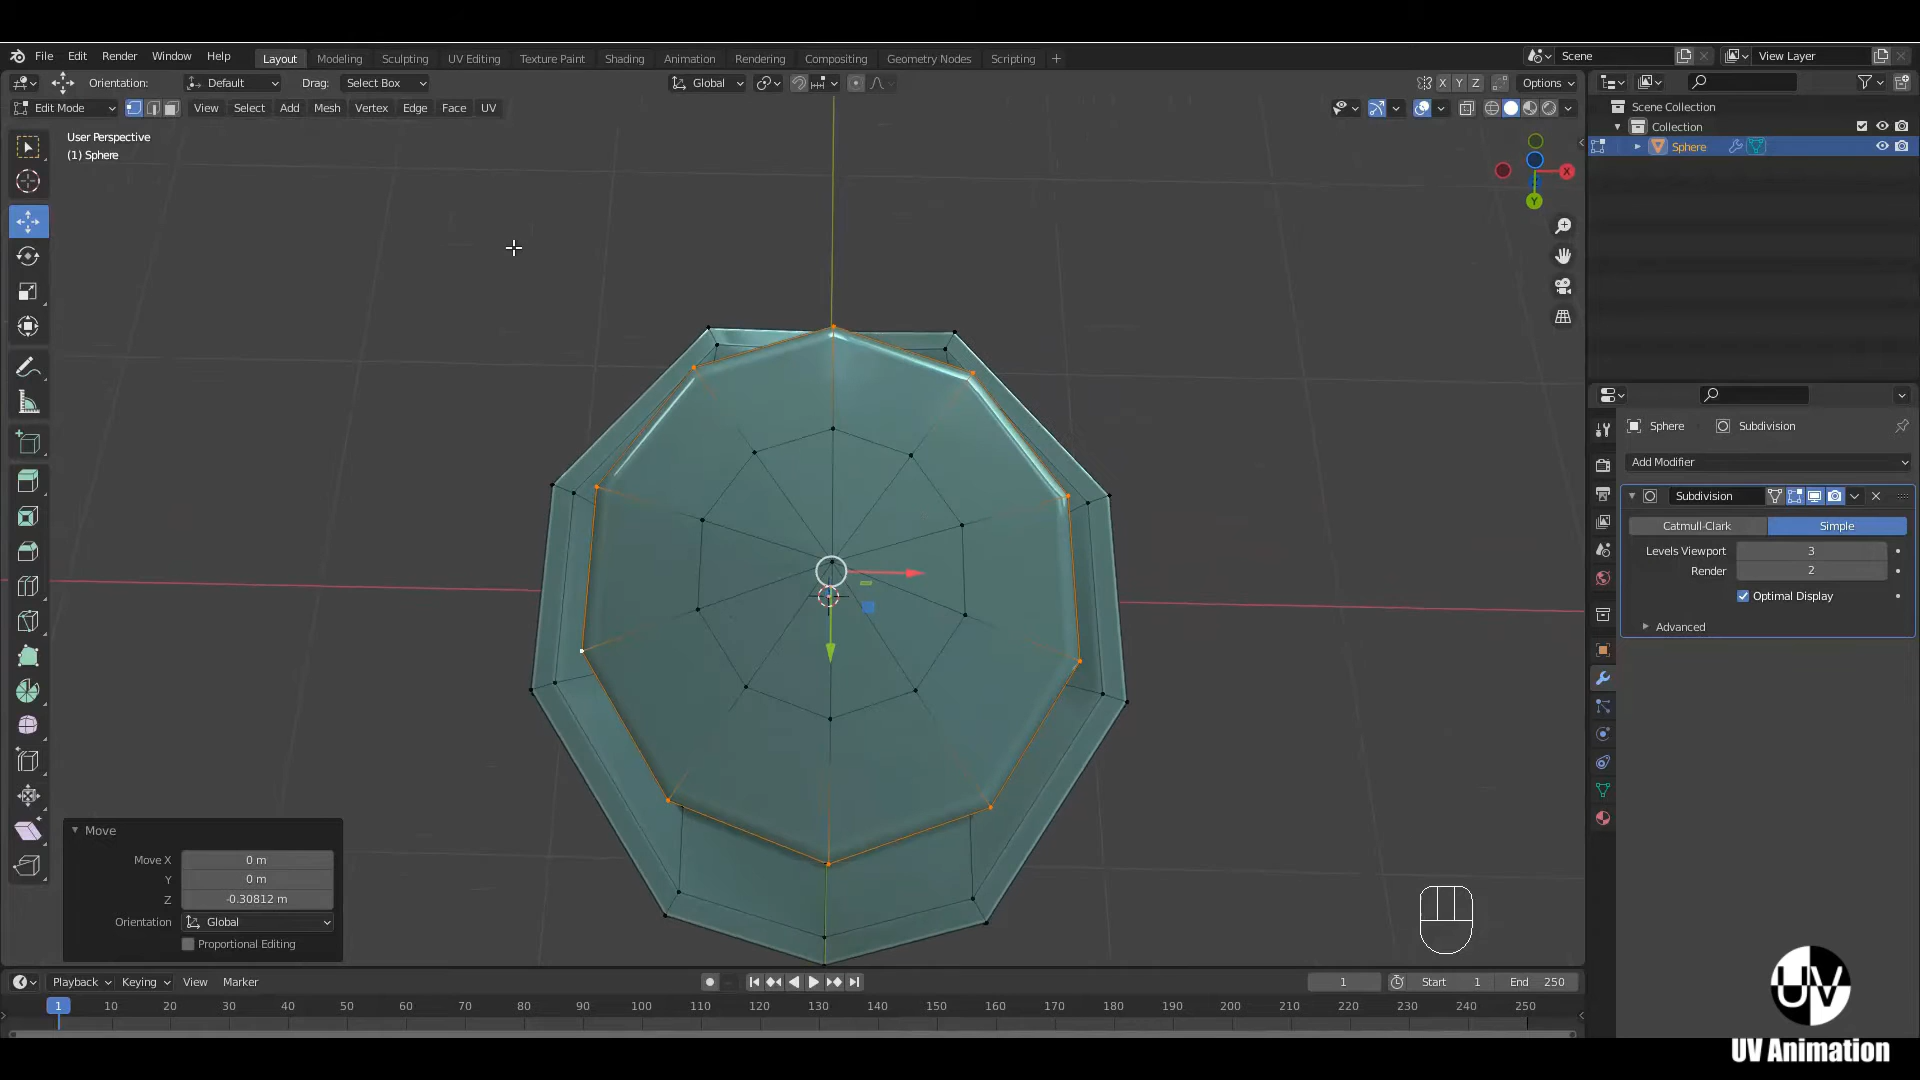 File Edit Render Window Help Layout Modeling Sculpting UV Editing Texture Paint Shading Animation Rendering Compositing Geometry Nodes Scripting + Scene View Layer
Orientation: Default Drag: Select Box Global X Y Z Options
Edit Mode View Select Add Mesh Vertex Edge Face UV
User Perspective
(1) Sphere
X
Y
Scene Collection
Collection
Sphere
Sphere Subdivision
Add Modifier
Subdivision
Catmull-Clark Simple
Levels Viewport 3
Render 2
Optimal Display
Advanced
Move
Move X 0 m
Y 0 m
Z -0.30812 m
Orientation Global
Proportional Editing
Playback Keying View Marker 1 Start 1 End 250
1 10 20 30 40 50 60 70 80 90 100 110 120 130 140 150 160 170 180 190 200 210 220 230 240 250
UV
UV Animation